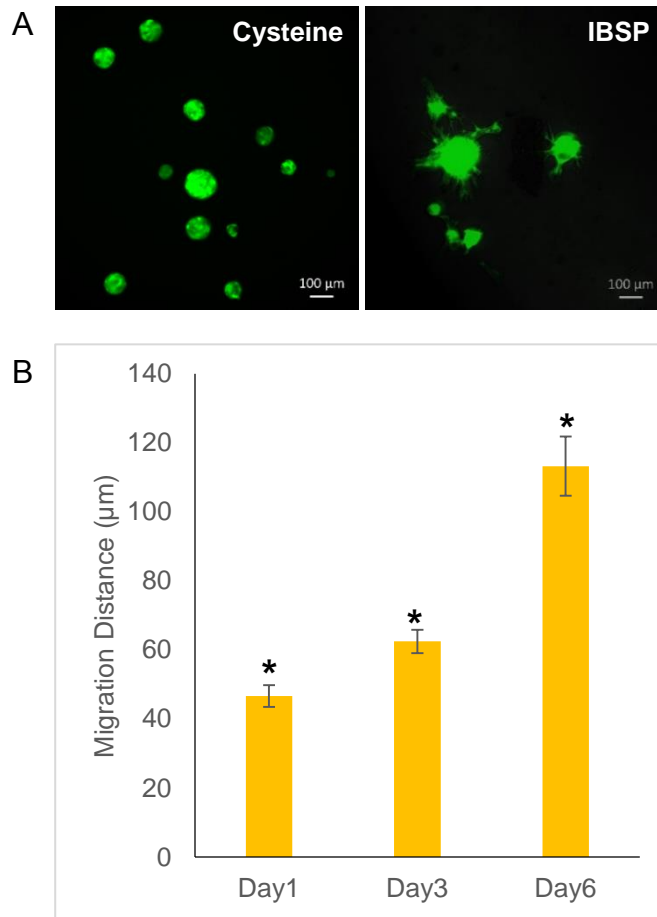 A
Cysteine
IBSP
100 µm
100 µm
B
Migration Distance (µm)
140
120
100
80
60
40
20
0
*
*
*
Day1
Day3
Day6